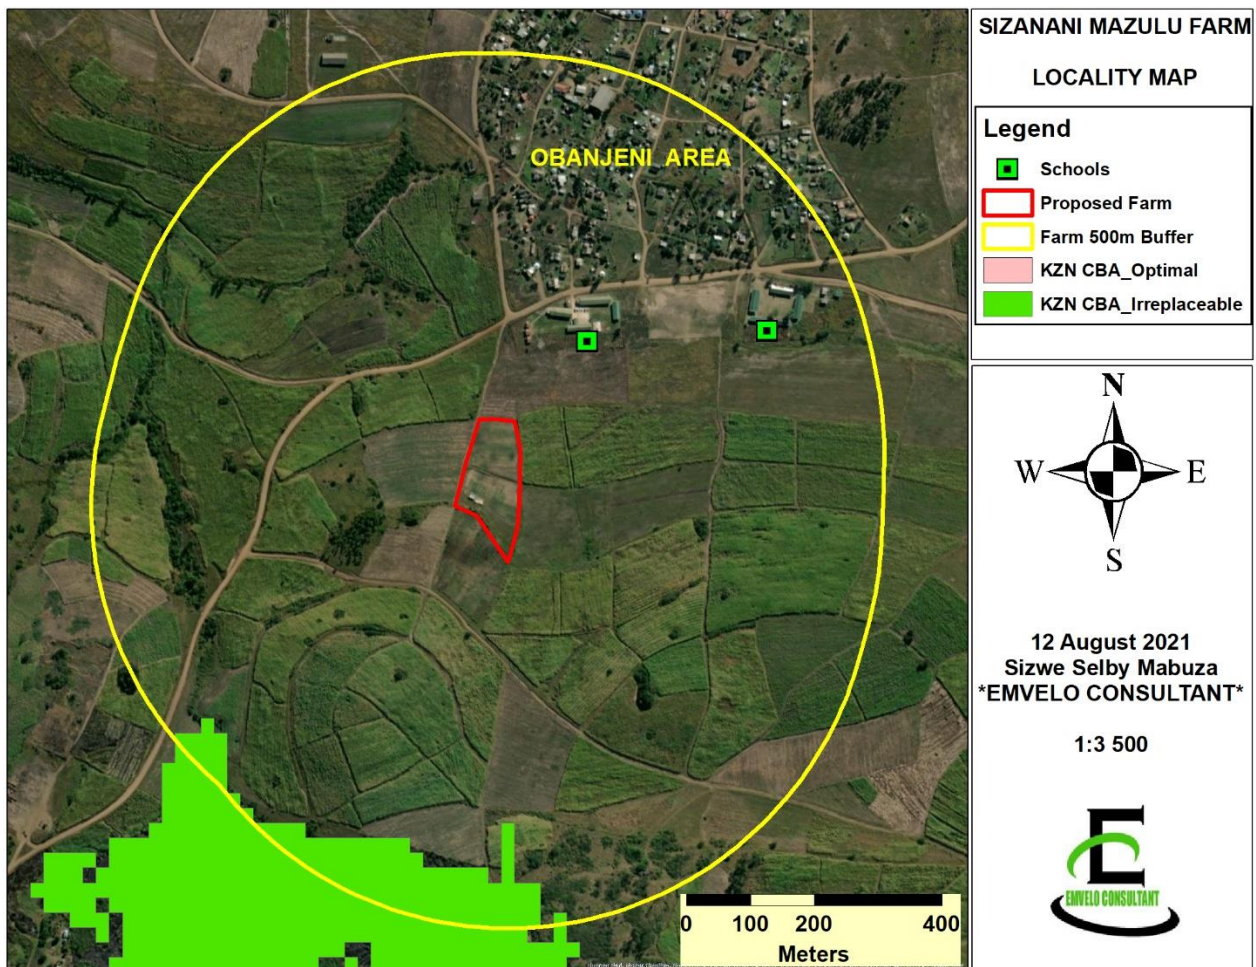 SIZANANI MAZULU FARM
LOCALITY MAP
Legend
Schools
Proposed Farm
Farm 500m Buffer
KZN CBA_Optimal
KZN CBA_Irreplaceable
OBANJENI AREA
N
W
E
S
12 August 2021
Sizwe Selby Mabuza
*EMVELO CONSULTANT*
1:3 500
E
EMVELO CONSULTANT
0 100 200 400
Meters